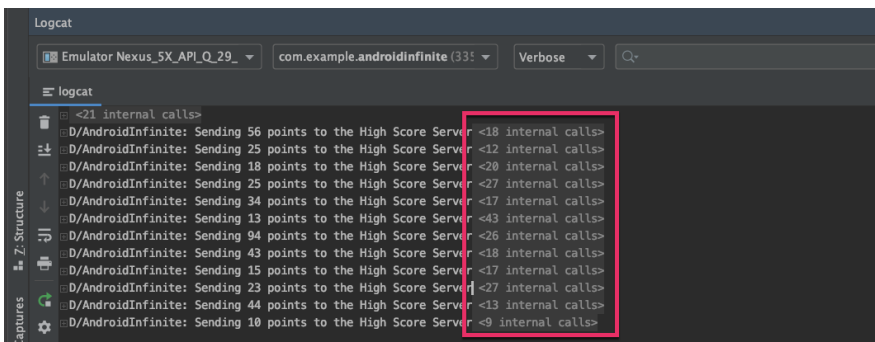 Logcat
Emulator Nexus_5X_API_Q_29_ com.example.androidinfinite (335 Verbose
logcat
<21 internal calls>
D/AndroidInfinite: Sending 56 points to the High Score Server <18 internal calls>
D/AndroidInfinite: Sending 25 points to the High Score Server <12 internal calls>
D/AndroidInfinite: Sending 18 points to the High Score Server <20 internal calls>
D/AndroidInfinite: Sending 25 points to the High Score Server <27 internal calls>
D/AndroidInfinite: Sending 34 points to the High Score Server <17 internal calls>
D/AndroidInfinite: Sending 13 points to the High Score Server <43 internal calls>
D/AndroidInfinite: Sending 94 points to the High Score Server <26 internal calls>
D/AndroidInfinite: Sending 43 points to the High Score Server <18 internal calls>
D/AndroidInfinite: Sending 15 points to the High Score Server <17 internal calls>
D/AndroidInfinite: Sending 23 points to the High Score Server <27 internal calls>
D/AndroidInfinite: Sending 44 points to the High Score Server <13 internal calls>
D/AndroidInfinite: Sending 10 points to the High Score Server <9 internal calls>
Z: Structure
Captures